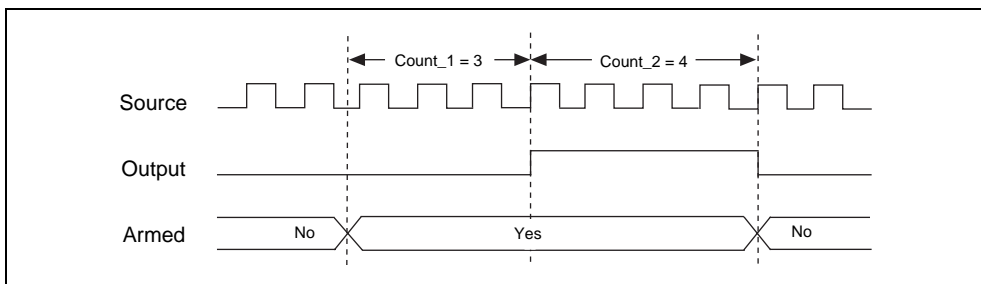 Count_1 = 3
Count_2 = 4
Source
Output
Armed
No
Yes
No